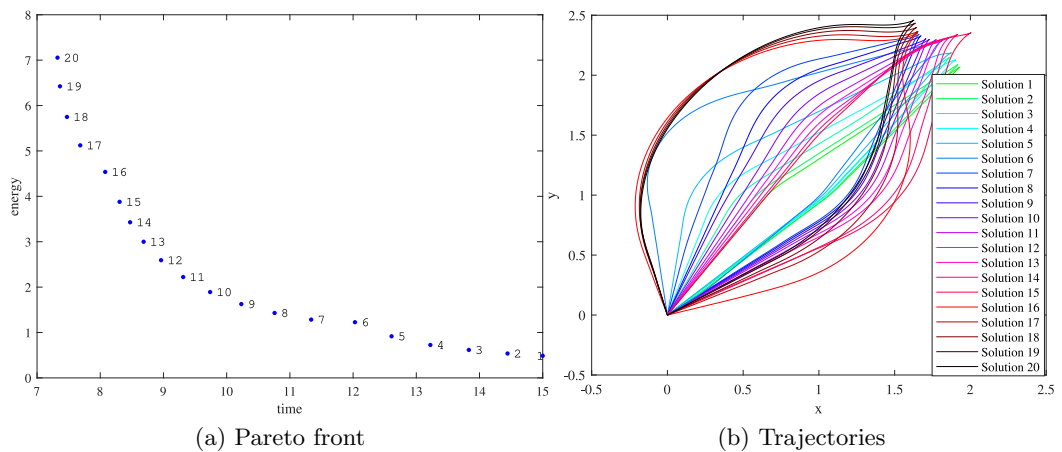 8
7
6
5
4
3
2
1
0
energy
20
19
18
17
16
15
14
13
12
11
10
9
8
7
6
5
4
3
2
1
7
8
9
10
11
12
13
14
15
time
(a) Pareto front
2.5
2
1.5
1
0.5
0
-0.5
y
-0.5
0
0.5
1
1.5
2
2.5
x
Solution 1
Solution 2
Solution 3
Solution 4
Solution 5
Solution 6
Solution 7
Solution 8
Solution 9
Solution 10
Solution 11
Solution 12
Solution 13
Solution 14
Solution 15
Solution 16
Solution 17
Solution 18
Solution 19
Solution 20
(b) Trajectories